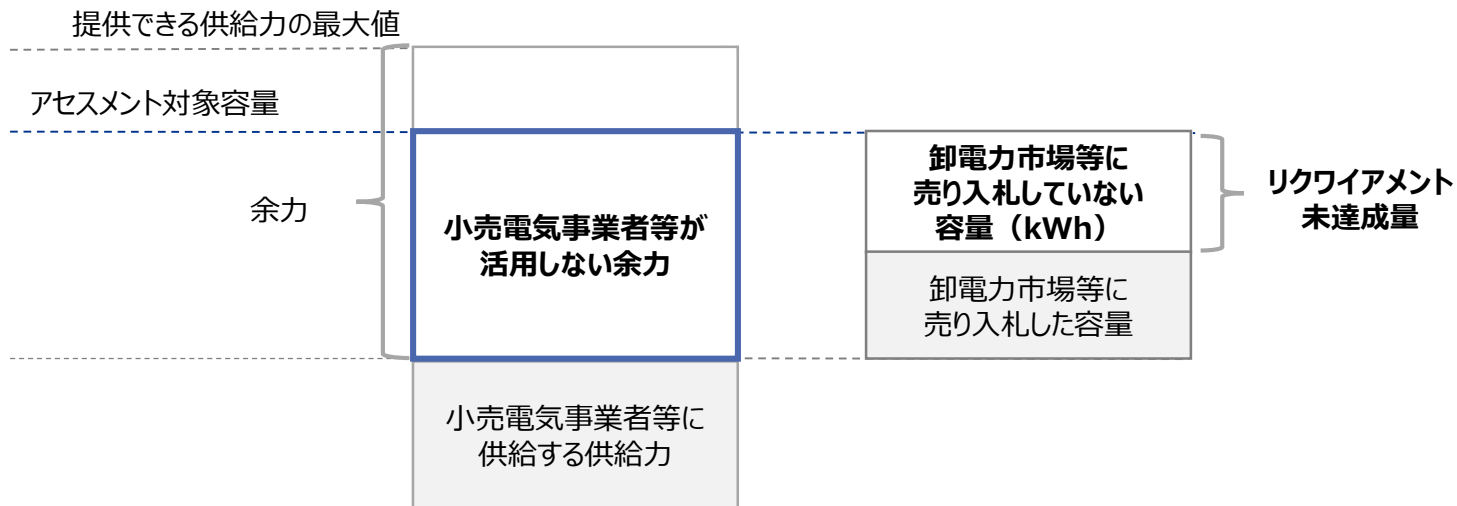 提供できる供給力の最大値
アセスメント対象容量
余力
小売電気事業者等が
活用しない余力
小売電気事業者等に
供給する供給力
卸電力市場等に
売り入札していない
容量（kWh）
卸電力市場等に
売り入札した容量
リクワイアメント
未達成量